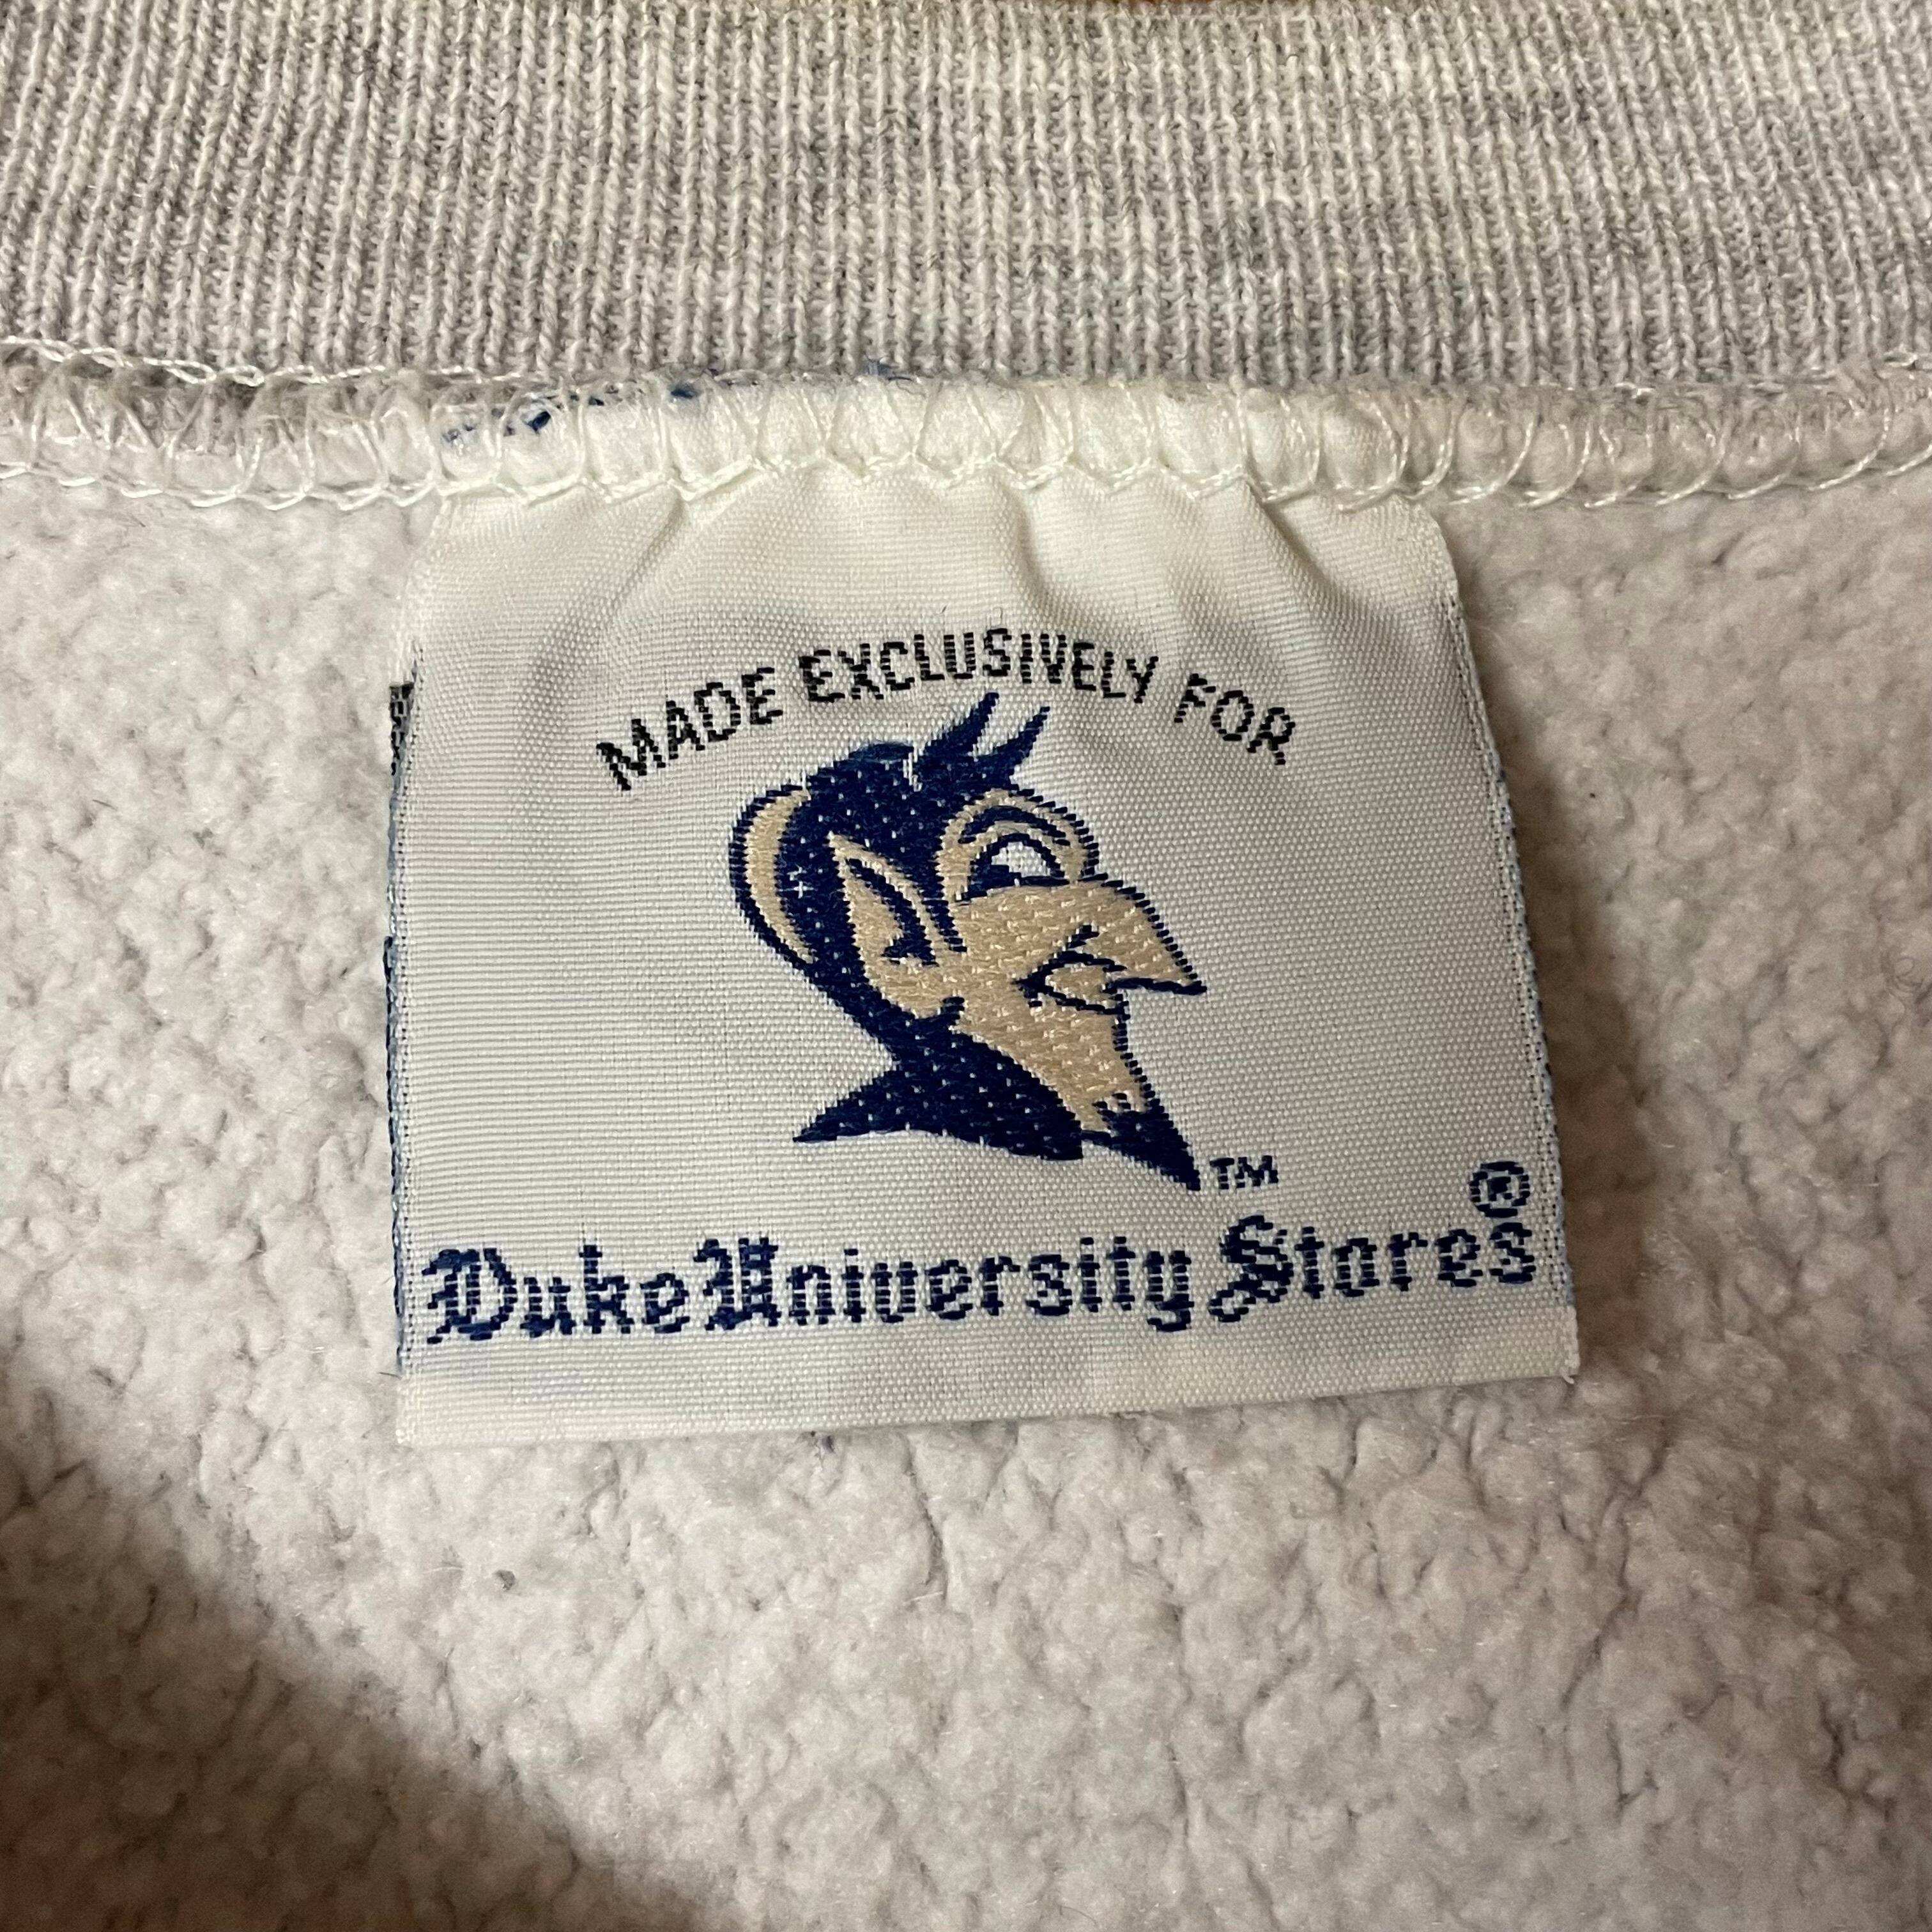 MADE EXCLUSIVELY FOR
TM
Duke University Stores®